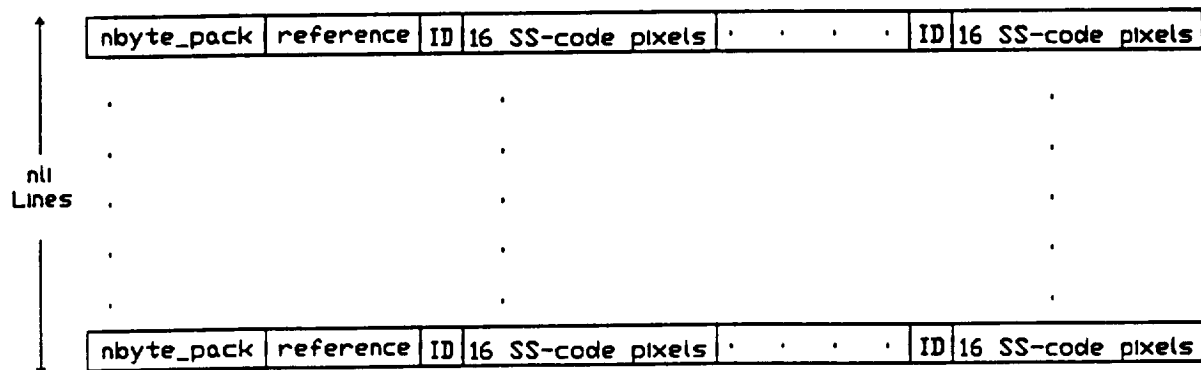 nbyte_pack reference ID 16 SS-code pixels . . . . ID 16 SS-code pixels
nll
Lines
nbyte_pack reference ID 16 SS-code pixels . . . . ID 16 SS-code pixels